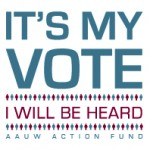 IT'S MY
VOTE
I WILL BE HEARD
AAUW ACTION FUND